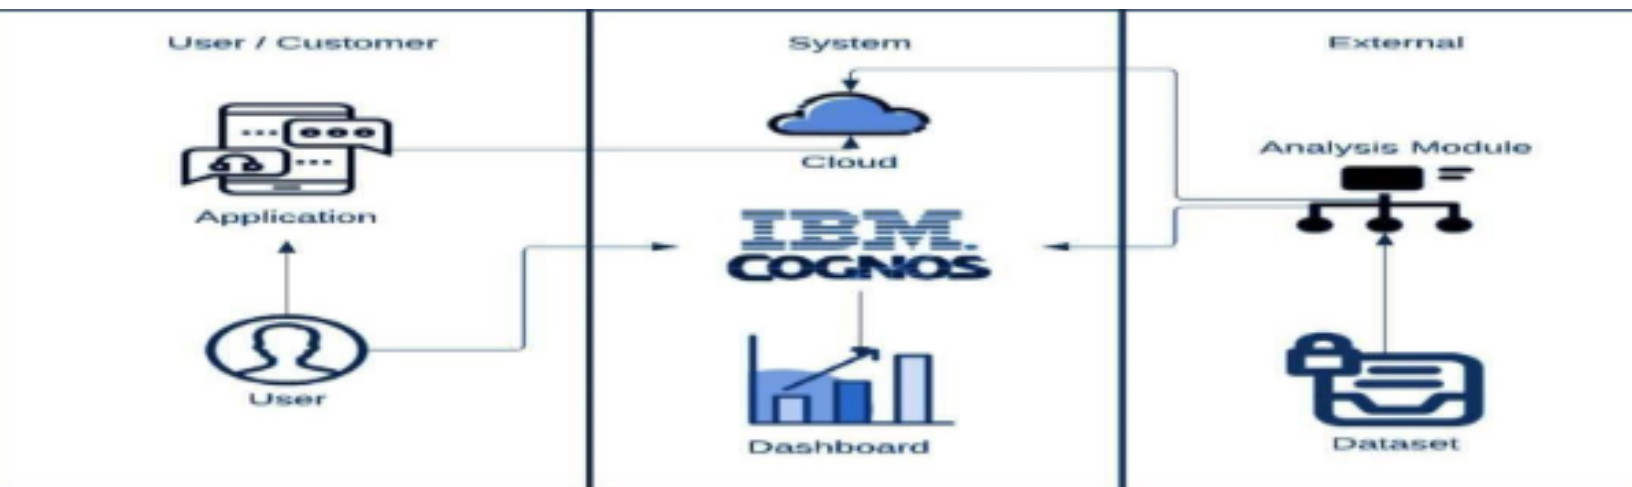 User / Customer
System
External
Cloud
Analysis Module
Application
IBM.
COGNOS
User
Dashboard
Dataset